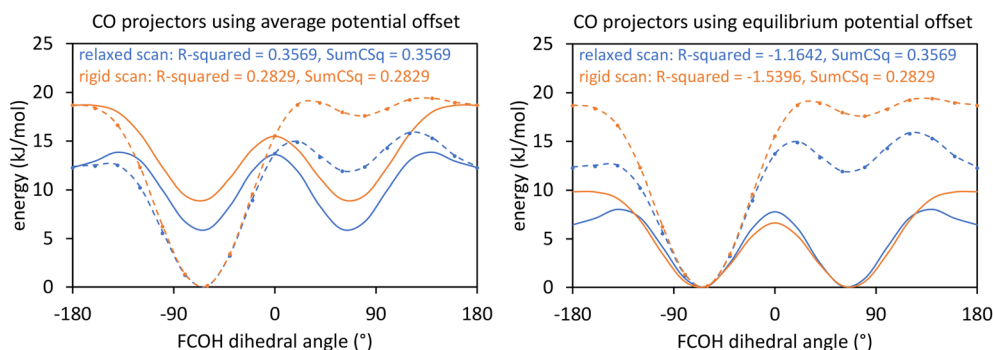 CO projectors using average potential offset
relaxed scan: R-squared = 0.3569, SumCSq = 0.3569
rigid scan: R-squared = 0.2829, SumCSq = 0.2829
25
20
15
10
5
0
energy (kJ/mol)
-180 -90 0 90 180
FCOH dihedral angle (°)
CO projectors using equilibrium potential offset
relaxed scan: R-squared = -1.1642, SumCSq = 0.3569
rigid scan: R-squared = -1.5396, SumCSq = 0.2829
25
20
15
10
5
0
energy (kJ/mol)
-180 -90 0 90 180
FCOH dihedral angle (°)